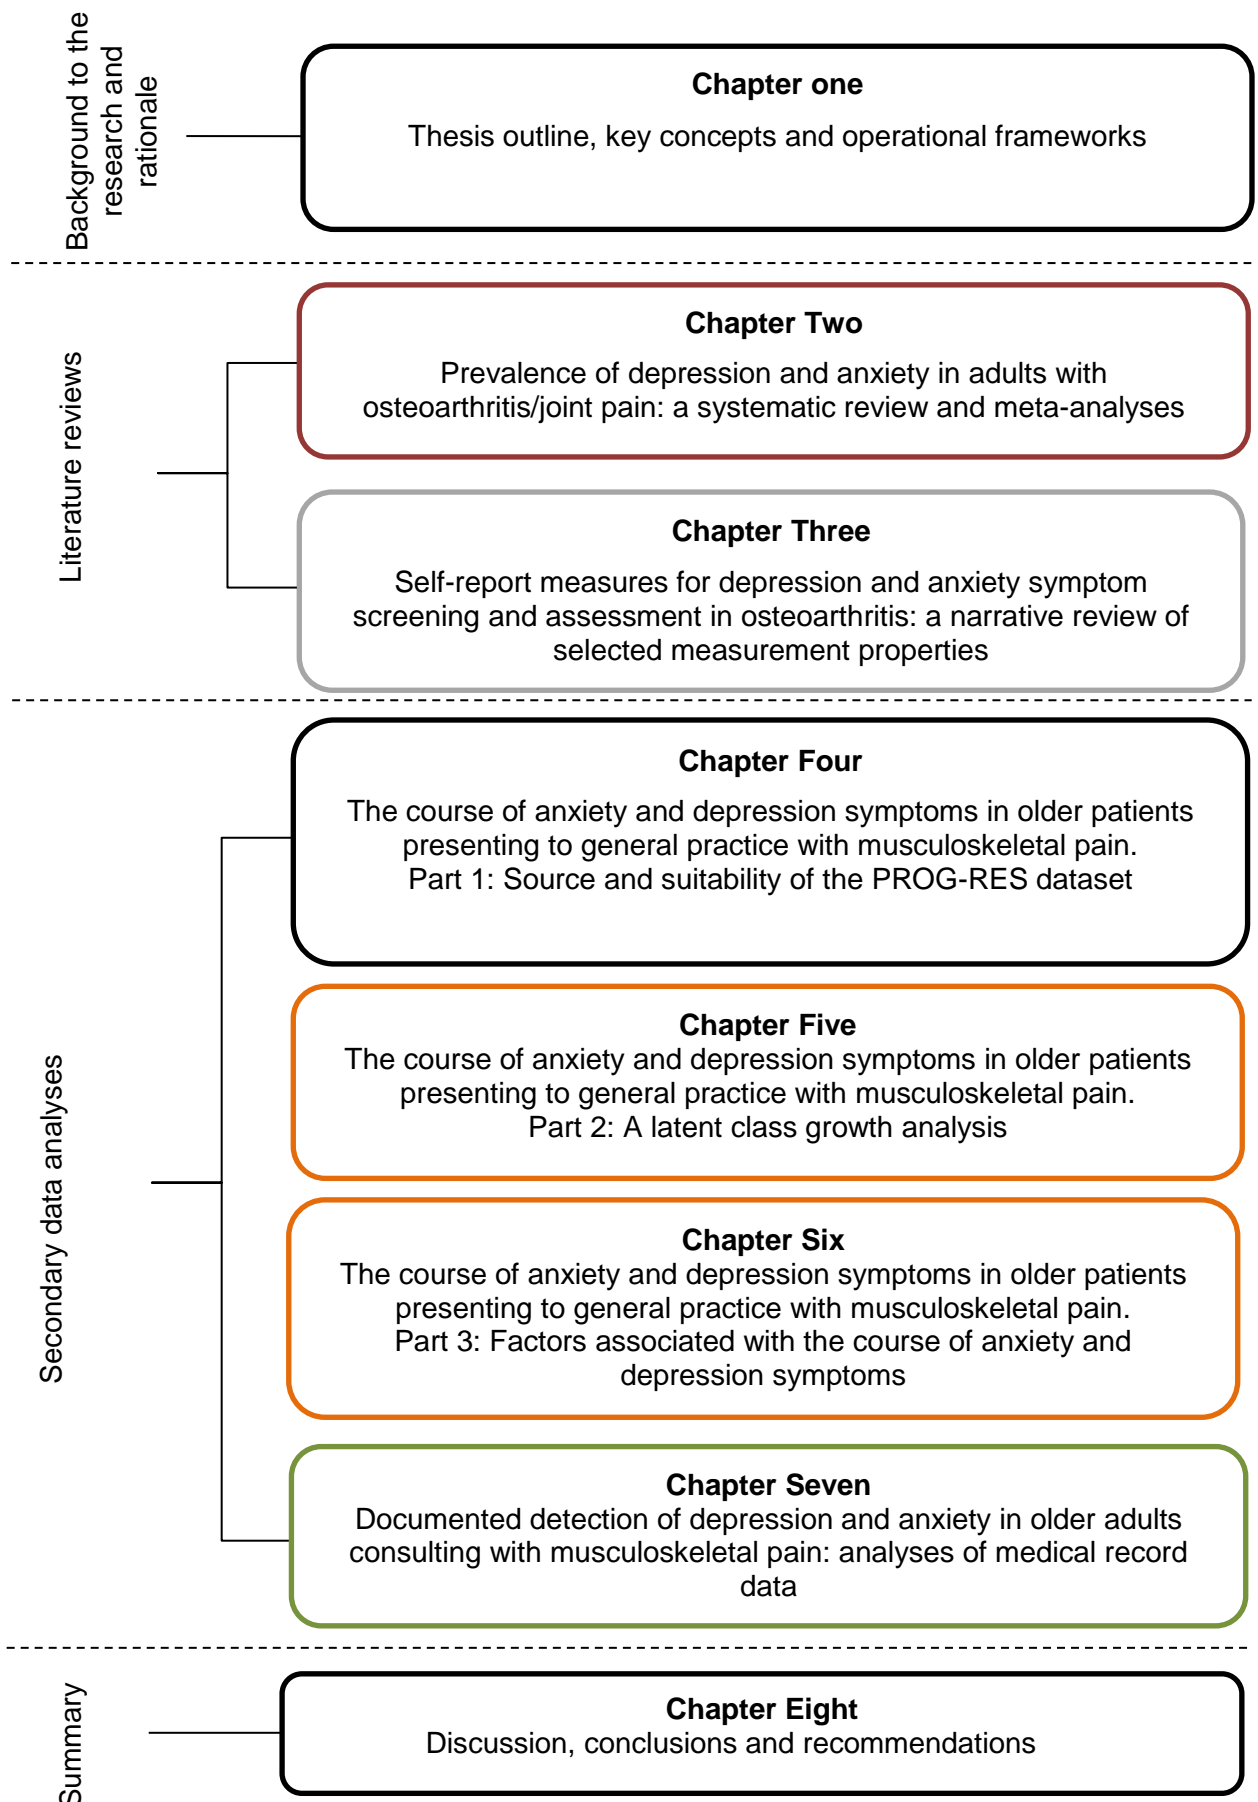 Background to the
research and
rationale
Chapter one
Thesis outline, key concepts and operational frameworks
Literature reviews
Chapter Two
Prevalence of depression and anxiety in adults with
osteoarthritis/joint pain: a systematic review and meta-analyses
Chapter Three
Self-report measures for depression and anxiety symptom
screening and assessment in osteoarthritis: a narrative review of
selected measurement properties
Secondary data analyses
Chapter Four
The course of anxiety and depression symptoms in older patients
presenting to general practice with musculoskeletal pain.
Part 1: Source and suitability of the PROG-RES dataset
Chapter Five
The course of anxiety and depression symptoms in older patients
presenting to general practice with musculoskeletal pain.
Part 2: A latent class growth analysis
Chapter Six
The course of anxiety and depression symptoms in older patients
presenting to general practice with musculoskeletal pain.
Part 3: Factors associated with the course of anxiety and
depression symptoms
Chapter Seven
Documented detection of depression and anxiety in older adults
consulting with musculoskeletal pain: analyses of medical record
data
Summary
Chapter Eight
Discussion, conclusions and recommendations